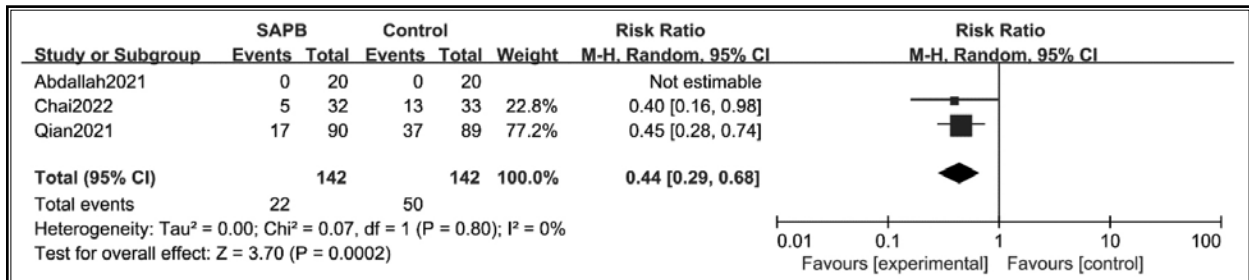 SAPB Control Risk Ratio Risk Ratio
Study or Subgroup Events Total Events Total Weight M-H, Random, 95% CI M-H, Random, 95% CI
Abdallah2021 0 20 0 20 Not estimable
Chai2022 5 32 13 33 22.8% 0.40 [0.16, 0.98]
Qian2021 17 90 37 89 77.2% 0.45 [0.28, 0.74]
Total (95% CI) 142 142 100.0% 0.44 [0.29, 0.68]
Total events 22 50
Heterogeneity: Tau² = 0.00; Chi² = 0.07, df = 1 (P = 0.80); I² = 0%
Test for overall effect: Z = 3.70 (P = 0.0002)
0.01 0.1 1 10 100
Favours [experimental] Favours [control]